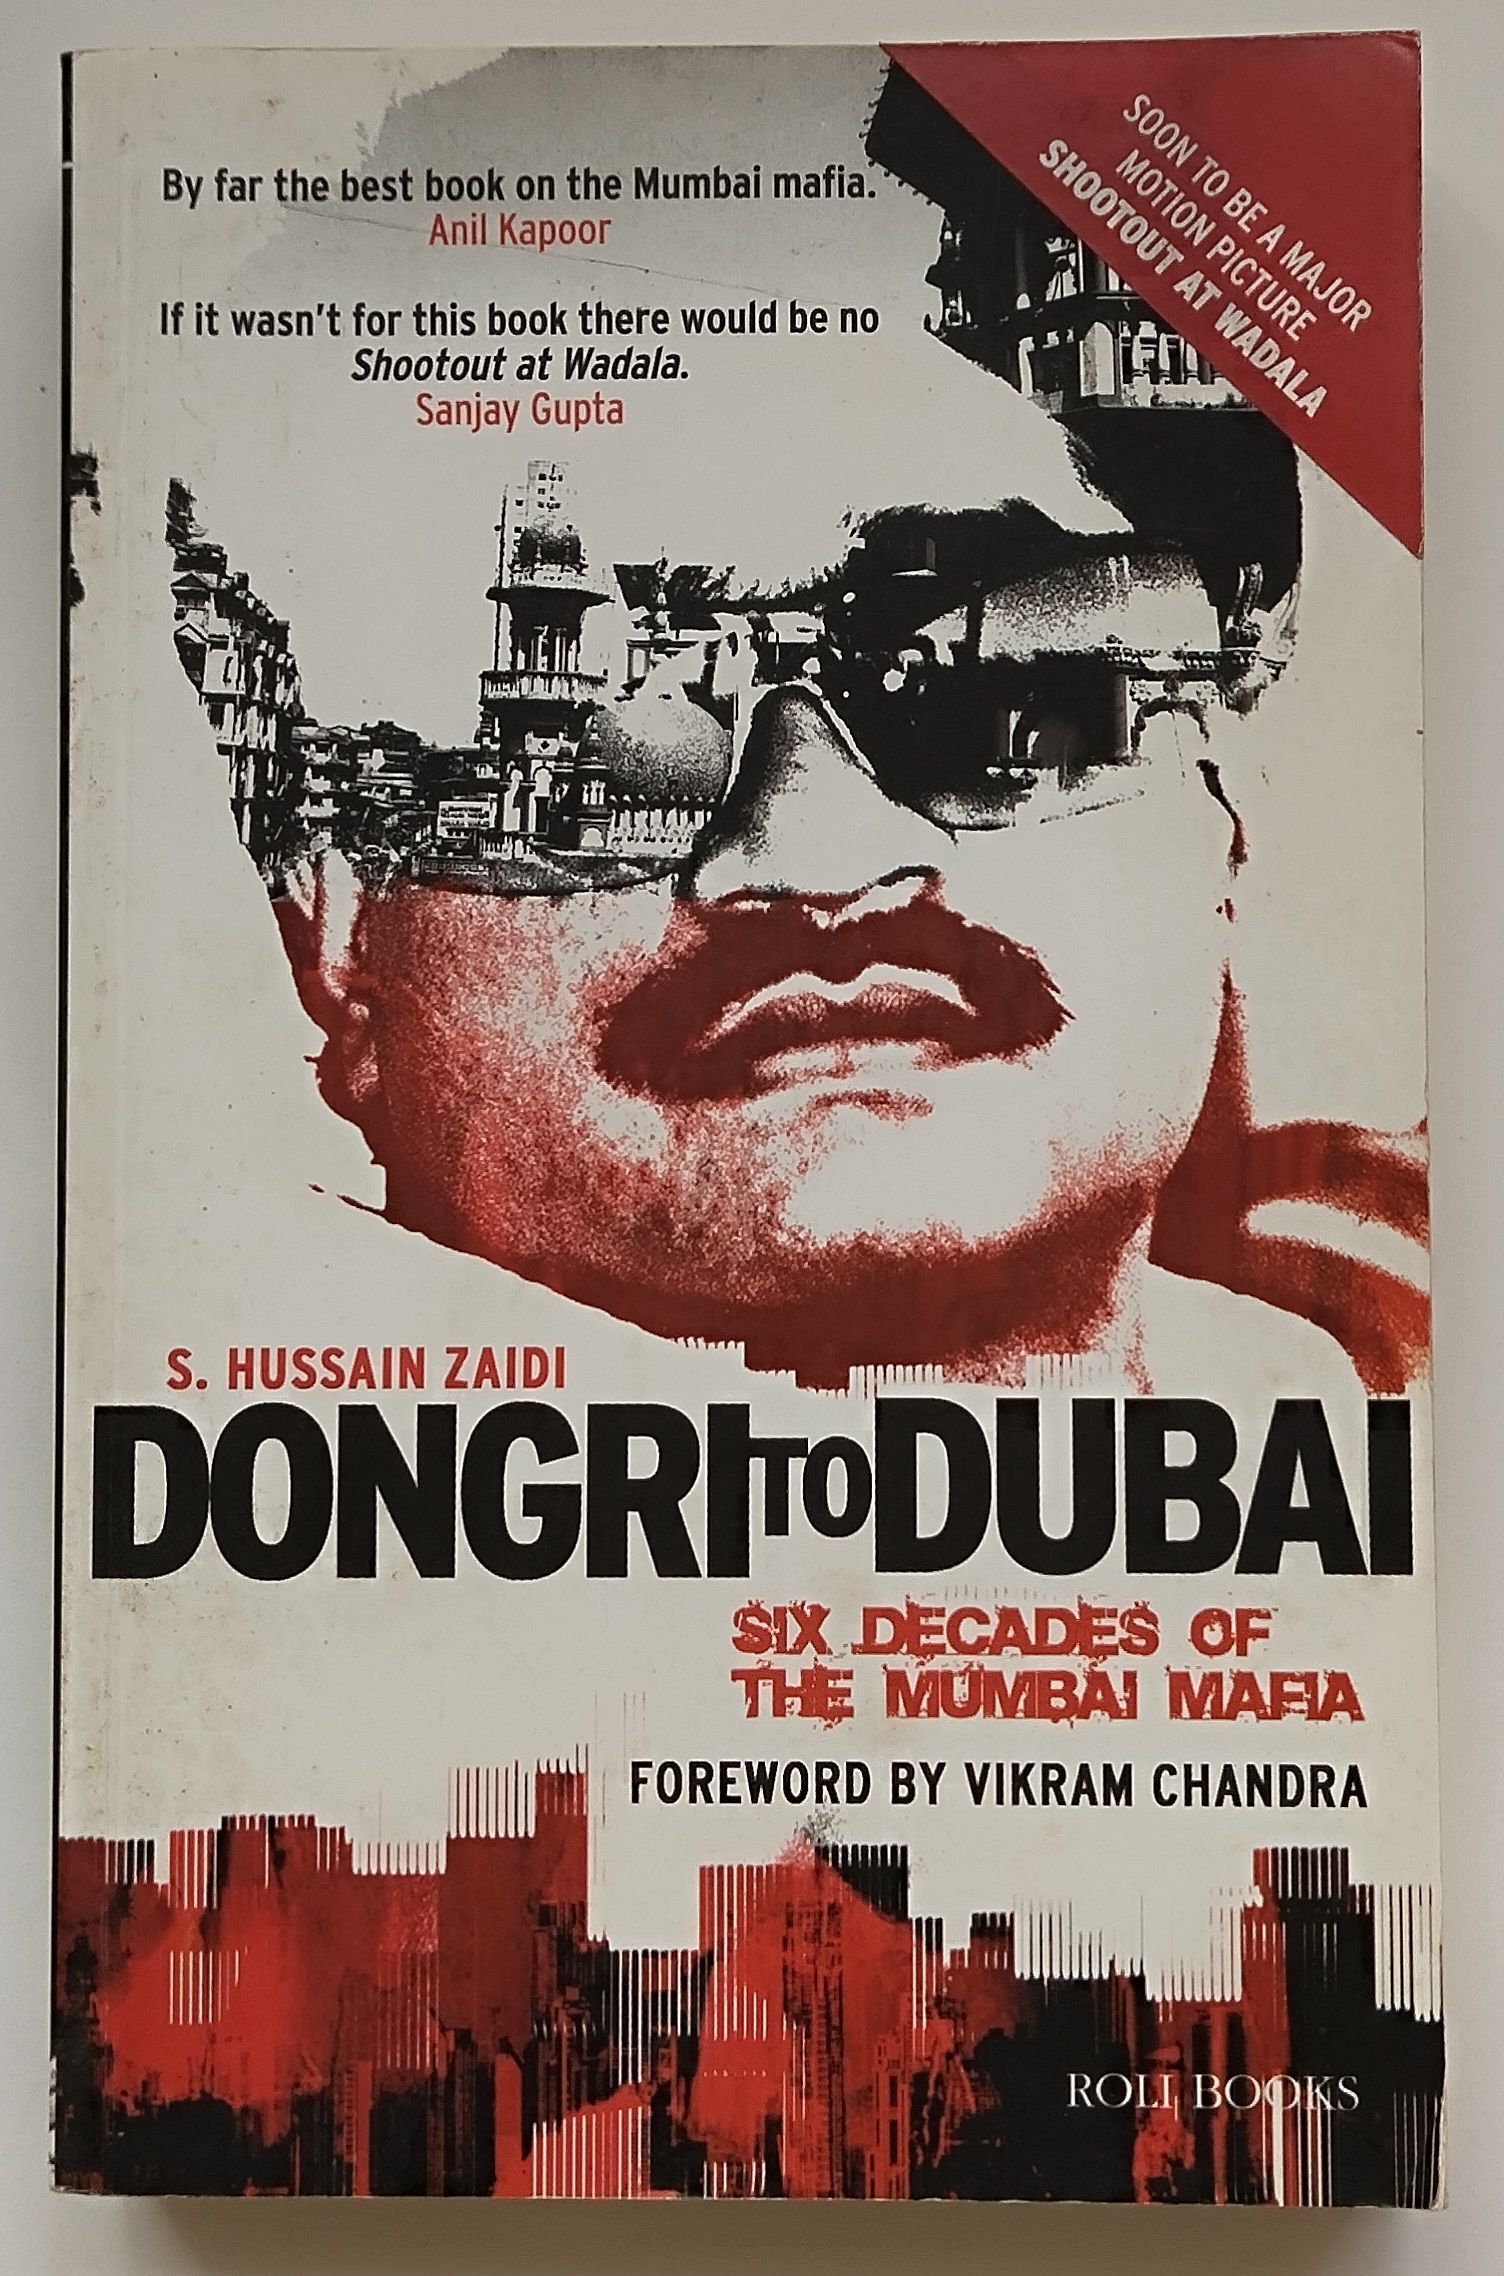 By far the best book on the Mumbai mafia.
Anil Kapoor
If it wasn't for this book there would be no
Shootout at Wadala.
Sanjay Gupta
SOON TO BE A MAJOR
MOTION PICTURE
SHOOTOUT AT WADALA
S. HUSSAIN ZAIDI
DONGRI TO DUBAI
SIX DECADES OF
THE MUMBAI MAFIA
FOREWORD BY VIKRAM CHANDRA
ROLI BOOKS